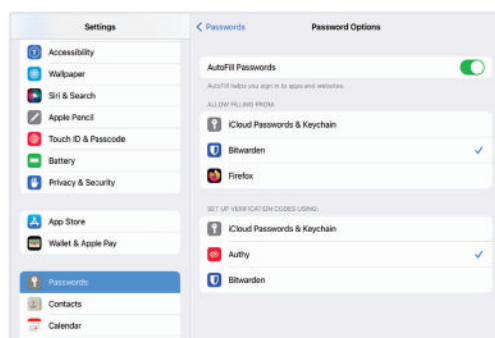 Settings
Accessibility
Wallpaper
Siri & Search
Apple Pencil
Touch ID & Passcode
Battery
Privacy & Security
App Store
Wallet & Apple Pay
Passwords
Contacts
Calendar
Passwords
Password Options
AutoFill Passwords
AutoFill helps you sign in to apps and websites.
ALLOW FILLING FROM:
iCloud Passwords & Keychain
Bitwarden
Firefox
SET UP VERIFICATION CODES USING:
iCloud Passwords & Keychain
Authy
Bitwarden